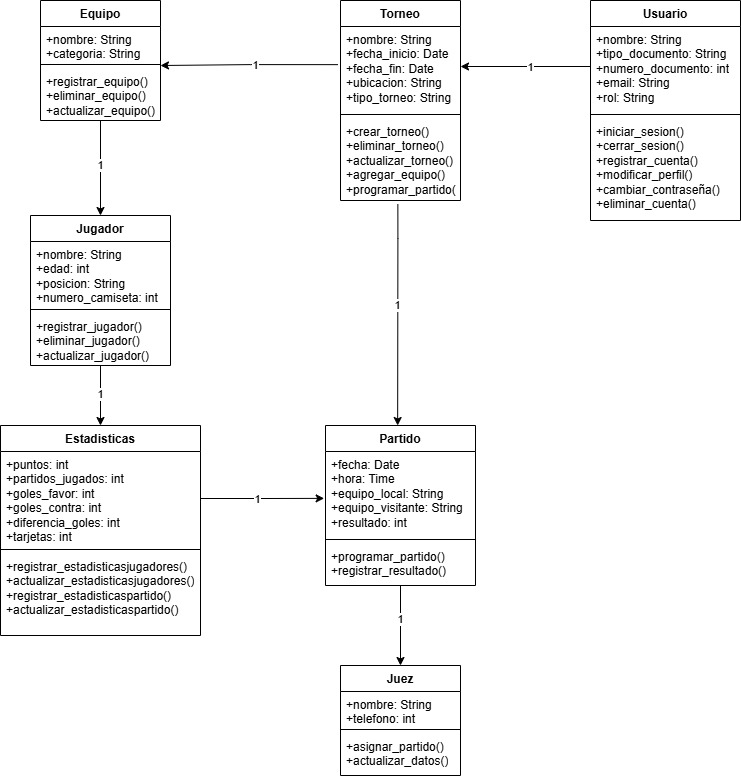 Equipo
+nombre: String
+categoria: String
+registrar_equipo()
+eliminar_equipo()
+actualizar_equipo()
1
Torneo
+nombre: String
+fecha_inicio: Date
+fecha_fin: Date
+ubicacion: String
+tipo_torneo: String
+crear_torneo()
+eliminar_torneo()
+actualizar_torneo()
+agregar_equipo()
+programar_partido(
1
Usuario
+nombre: String
+tipo_documento: String
+numero_documento: int
+email: String
+rol: String
+iniciar_sesion()
+cerrar_sesion()
+registrar_cuenta()
+modificar_perfil()
+cambiar_contraseña()
+eliminar_cuenta()
1
Jugador
+nombre: String
+edad: int
+posicion: String
+numero_camiseta: int
+registrar_jugador()
+eliminar_jugador()
+actualizar_jugador()
1
1
Estadisticas
+puntos: int
+partidos_jugados: int
+goles_favor: int
+goles_contra: int
+diferencia_goles: int
+tarjetas: int
+registrar_estadisticasjugadores()
+actualizar_estadisticasjugadores()
+registrar_estadisticaspartido()
+actualizar_estadisticaspartido()
1
Partido
+fecha: Date
+hora: Time
+equipo_local: String
+equipo_visitante: String
+resultado: int
+programar_partido()
+registrar_resultado()
1
Juez
+nombre: String
+telefono: int
+asignar_partido()
+actualizar_datos()